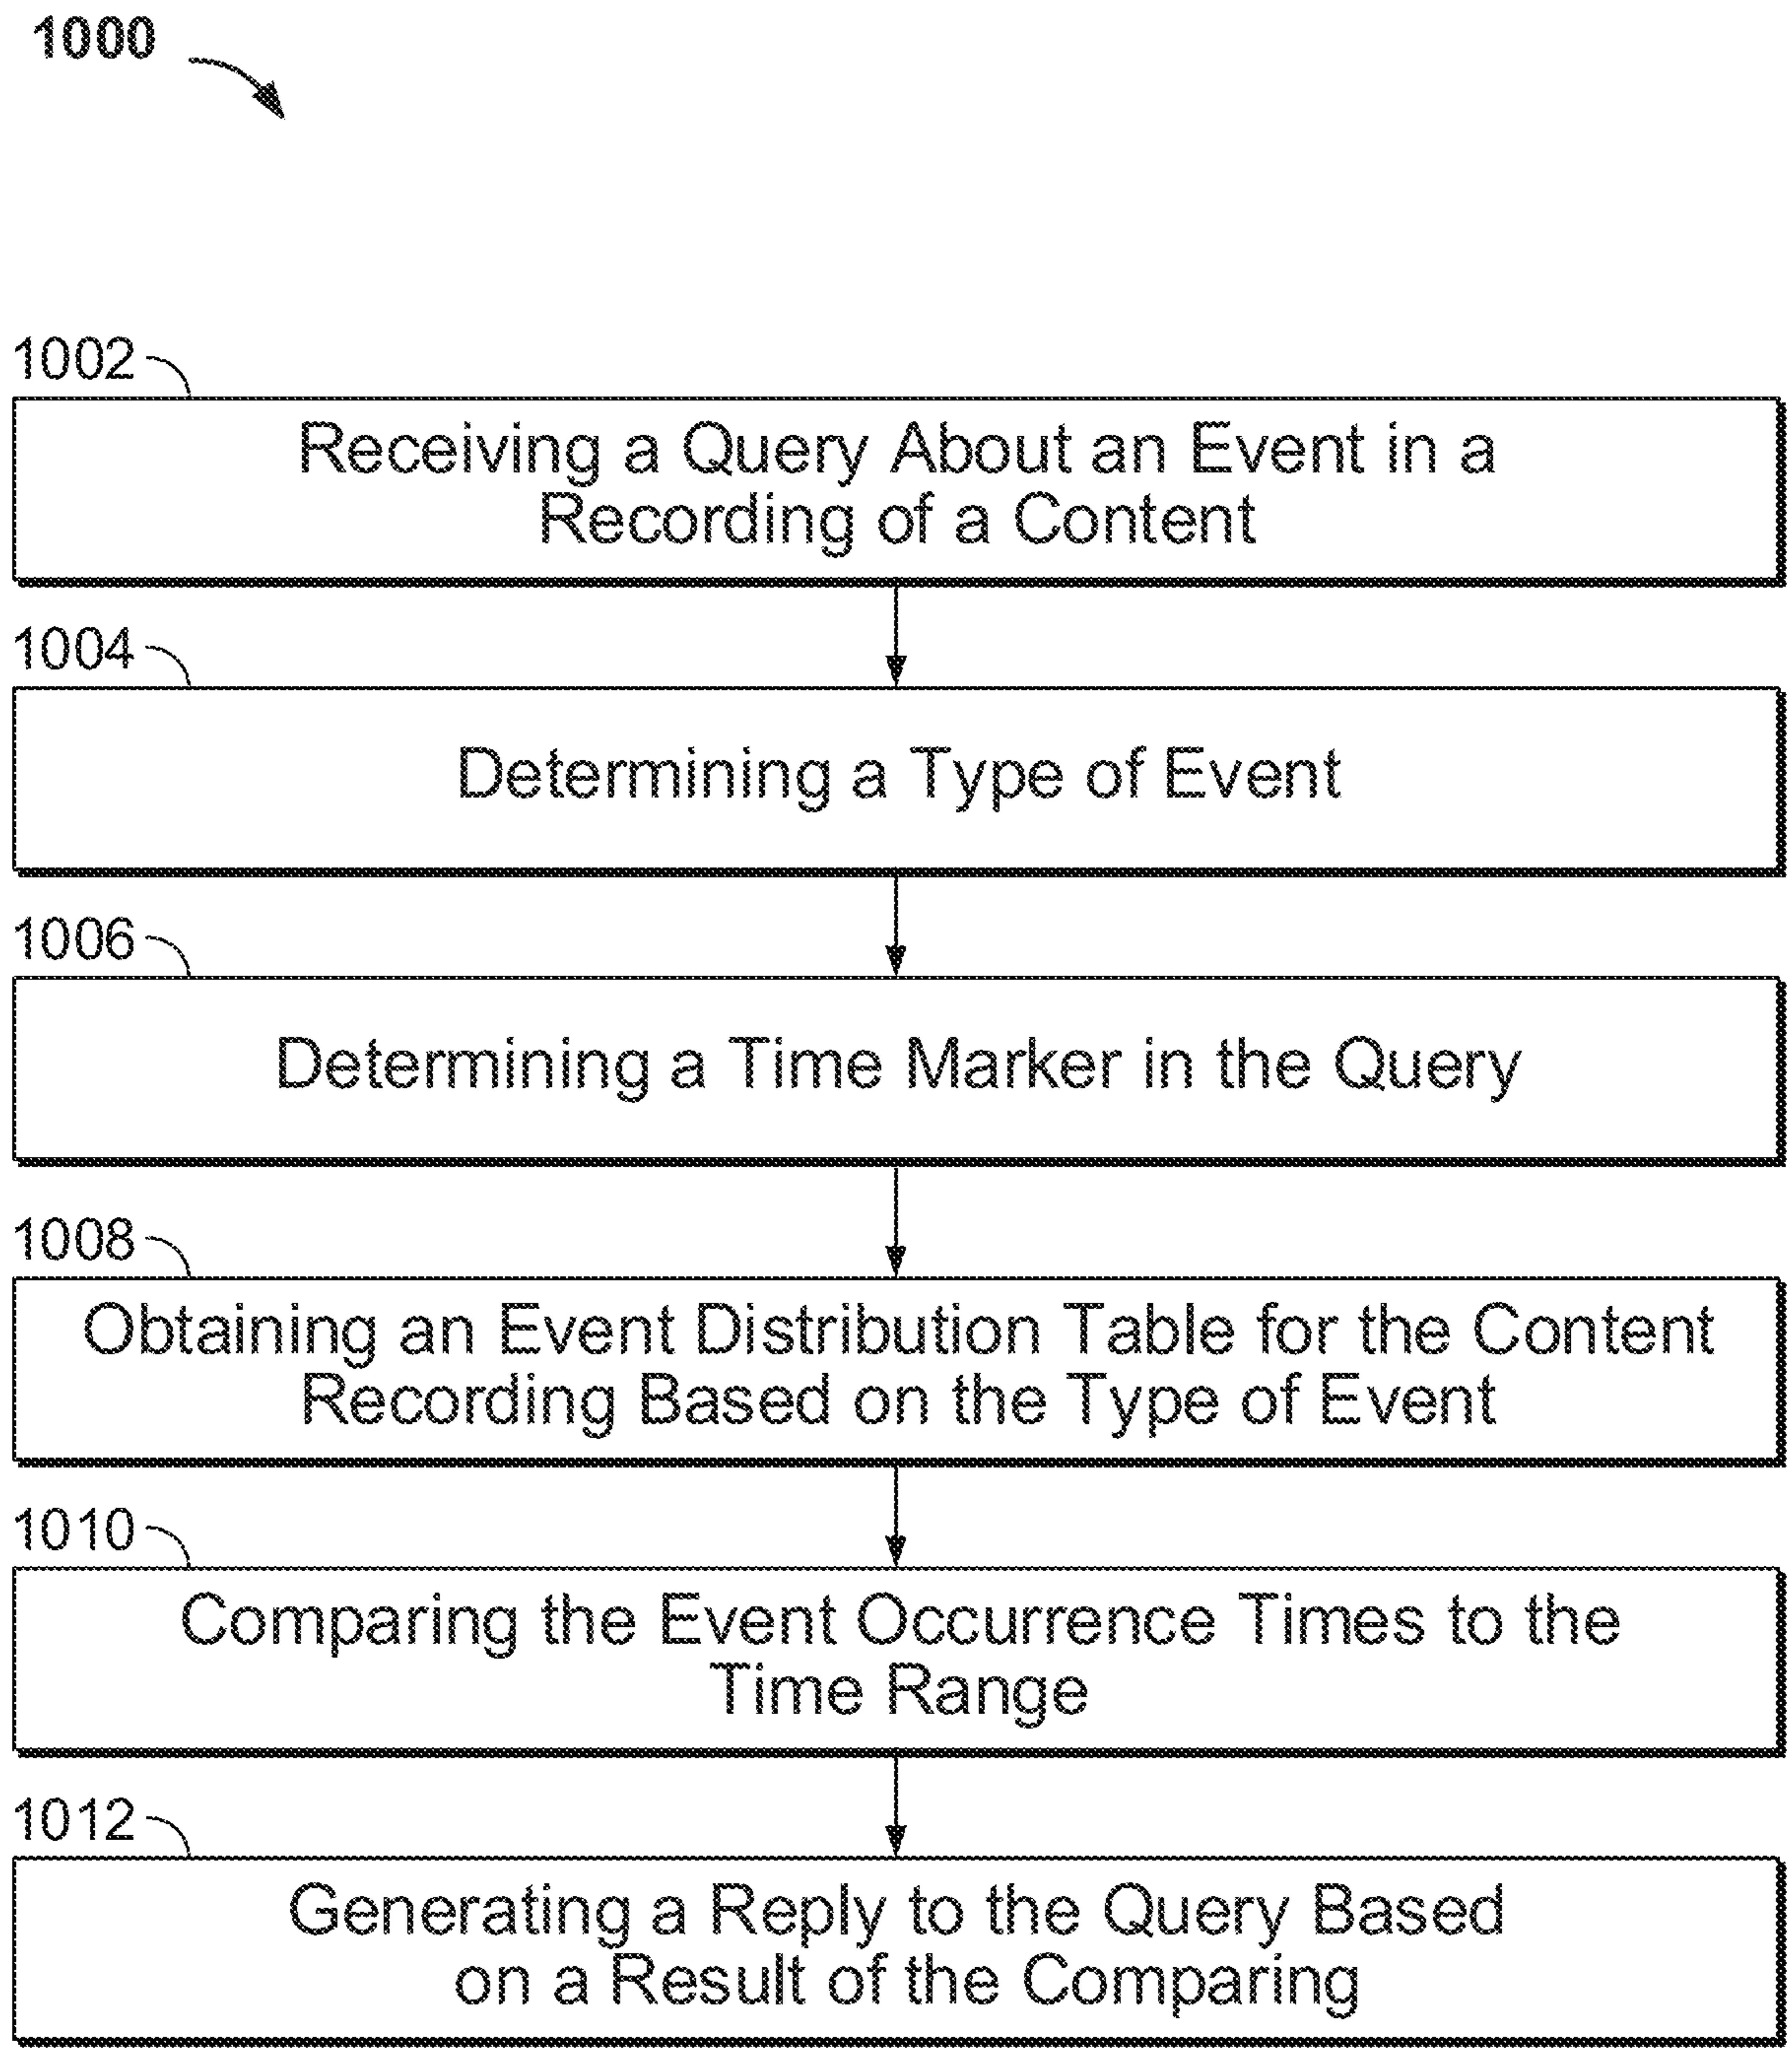 1000
1002
Receiving a Query About an Event in a
Recording of a Content
1004
Determining a Type of Event
1006
Determining a Time Marker in the Query
1008
Obtaining an Event Distribution Table for the Content
Recording Based on the Type of Event
1010
Comparing the Event Occurrence Times to the
Time Range
1012
Generating a Reply to the Query Based
on a Result of the Comparing